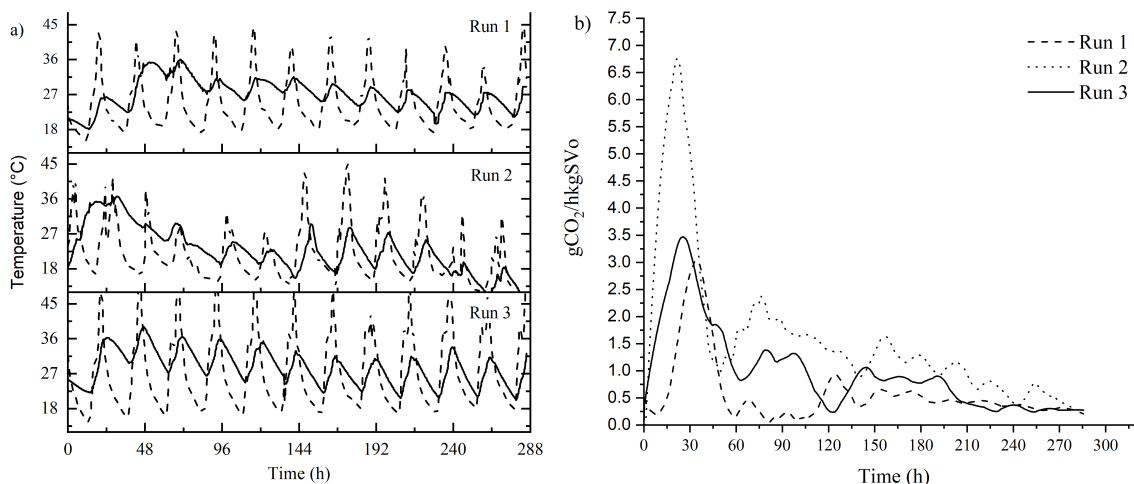 a)
Temperature (°C)
45
36
27
18
Run 1
45
36
27
18
Run 2
45
36
27
18
Run 3
0 48 96 144 192 240 288
Time (h)
b)
gCO2/hkgSVo
7.5
7.0
6.5
6.0
5.5
5.0
4.5
4.0
3.5
3.0
2.5
2.0
1.5
1.0
0.5
0.0
Run 1
Run 2
Run 3
0 30 60 90 120 150 180 210 240 270 300
Time (h)